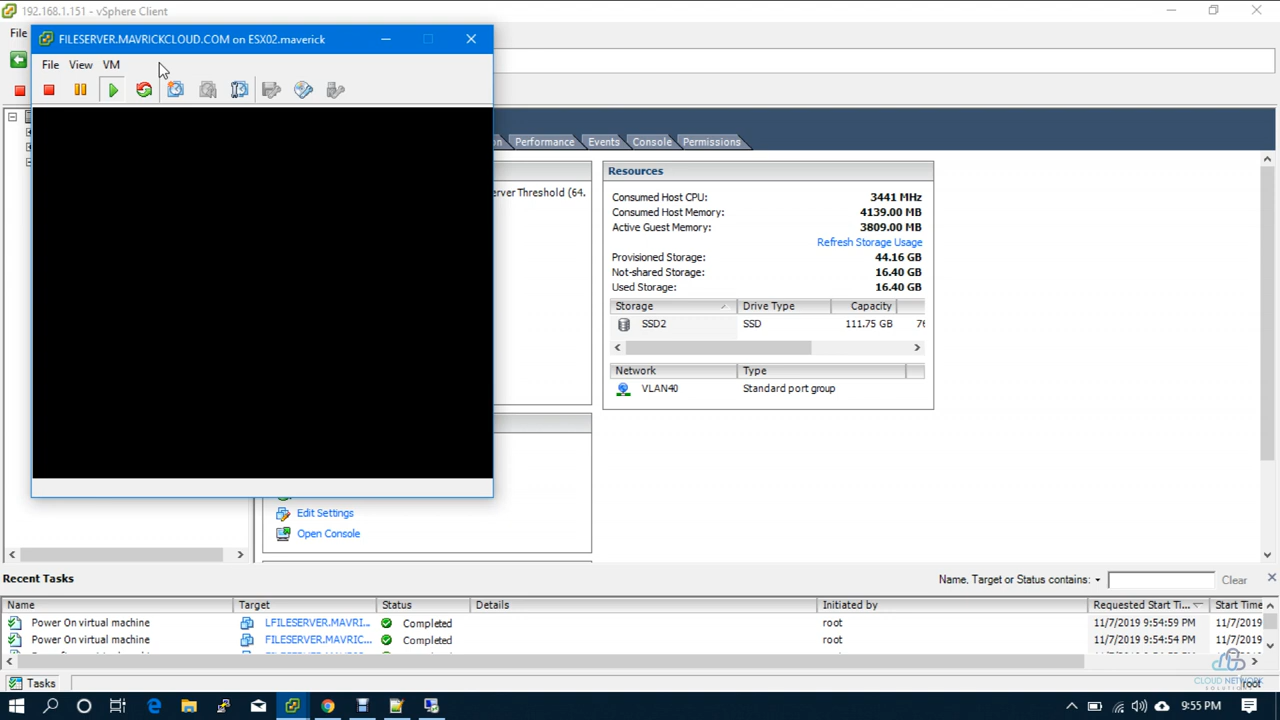 192.168.1.151 - vSphere Client
File
FILESERVER.MAVRICKCLOUD.COM on ESX02.maverick
File View VM
on Performance Events Console Permissions
Resources
erver Threshold (64.
Consumed Host CPU: 3441 MHz
Consumed Host Memory: 4139.00 MB
Active Guest Memory: 3809.00 MB
Refresh Storage Usage
Provisioned Storage: 44.16 GB
Not-shared Storage: 16.40 GB
Used Storage: 16.40 GB
Storage Drive Type Capacity
SSD2 SSD 111.75 GB 76
Network Type
VLAN40 Standard port group
Edit Settings
Open Console
Recent Tasks
Name, Target or Status contains: Clear
Name Target Status Details Initiated by Requested Start Ti... Start Time
Power On virtual machine LFILESERVER.MAVRI... Completed root 11/7/2019 9:54:59 PM 11/7/2019
Power On virtual machine FILESERVER.MAVRIC... Completed root 11/7/2019 9:54:54 PM 11/7/2019
CLOUD NETWORK
SOLUTION
Tasks root
9:55 PM